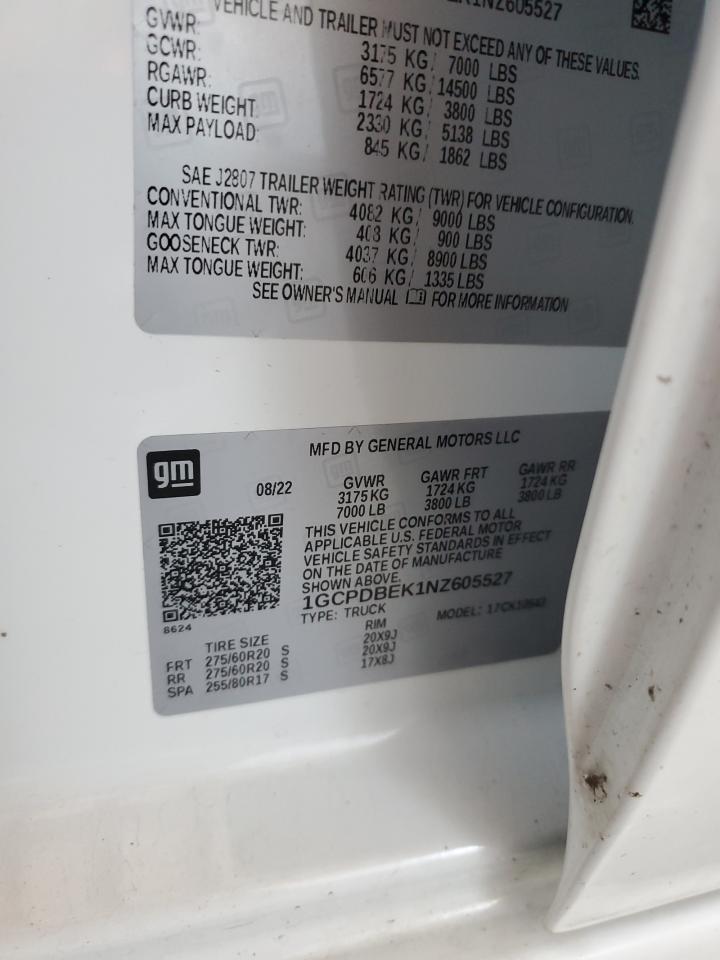 EK1NZ605527
VEHICLE AND TRAILER MUST NOT EXCEED ANY OF THESE VALUES.
GVWR: 3175 KG/ 7000 LBS
GCWR: 6577 KG/ 14500 LBS
RGAWR: 1724 KG/ 3800 LBS
CURB WEIGHT: 2330 KG/ 5138 LBS
MAX PAYLOAD: 845 KG/ 1862 LBS
SAE J2807 TRAILER WEIGHT RATING (TWR) FOR VEHICLE CONFIGURATION.
CONVENTIONAL TWR: 4082 KG/ 9000 LBS
MAX TONGUE WEIGHT: 408 KG/ 900 LBS
GOOSENECK TWR: 4037 KG/ 8900 LBS
MAX TONGUE WEIGHT: 606 KG/ 1335 LBS
SEE OWNER'S MANUAL FOR MORE INFORMATION
gm
MFD BY GENERAL MOTORS LLC
08/22 GVWR GAWR FRT GAWR RR
3175 KG 1724 KG 1724 KG
7000 LB 3800 LB 3800 LB
THIS VEHICLE CONFORMS TO ALL
APPLICABLE U.S. FEDERAL MOTOR
VEHICLE SAFETY STANDARDS IN EFFECT
ON THE DATE OF MANUFACTURE
SHOWN ABOVE.
1GCPDBEK1NZ605527
TYPE: TRUCK MODEL:
8624
TIRE SIZE RIM
FRT 275/60R20 S 20X9J
RR 275/60R20 S 20X9J
SPA 255/80R17 S 17X8J